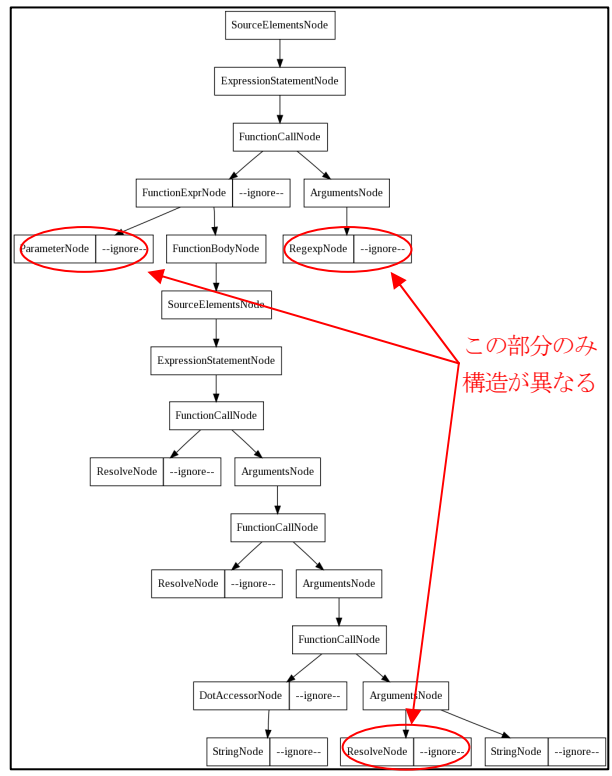 SourceElementsNode
ExpressionStatementNode
FunctionCallNode
FunctionExprNode --ignore-- ArgumentsNode
ParameterNode --ignore-- FunctionBodyNode RegexpNode --ignore--
SourceElementsNode
この部分のみ
ExpressionStatementNode
構造が異なる
FunctionCallNode
ResolveNode --ignore-- ArgumentsNode
FunctionCallNode
ResolveNode --ignore-- ArgumentsNode
FunctionCallNode
DotAccessorNode --ignore-- ArgumentsNode
StringNode --ignore-- ResolveNode --ignore-- StringNode --ignore--